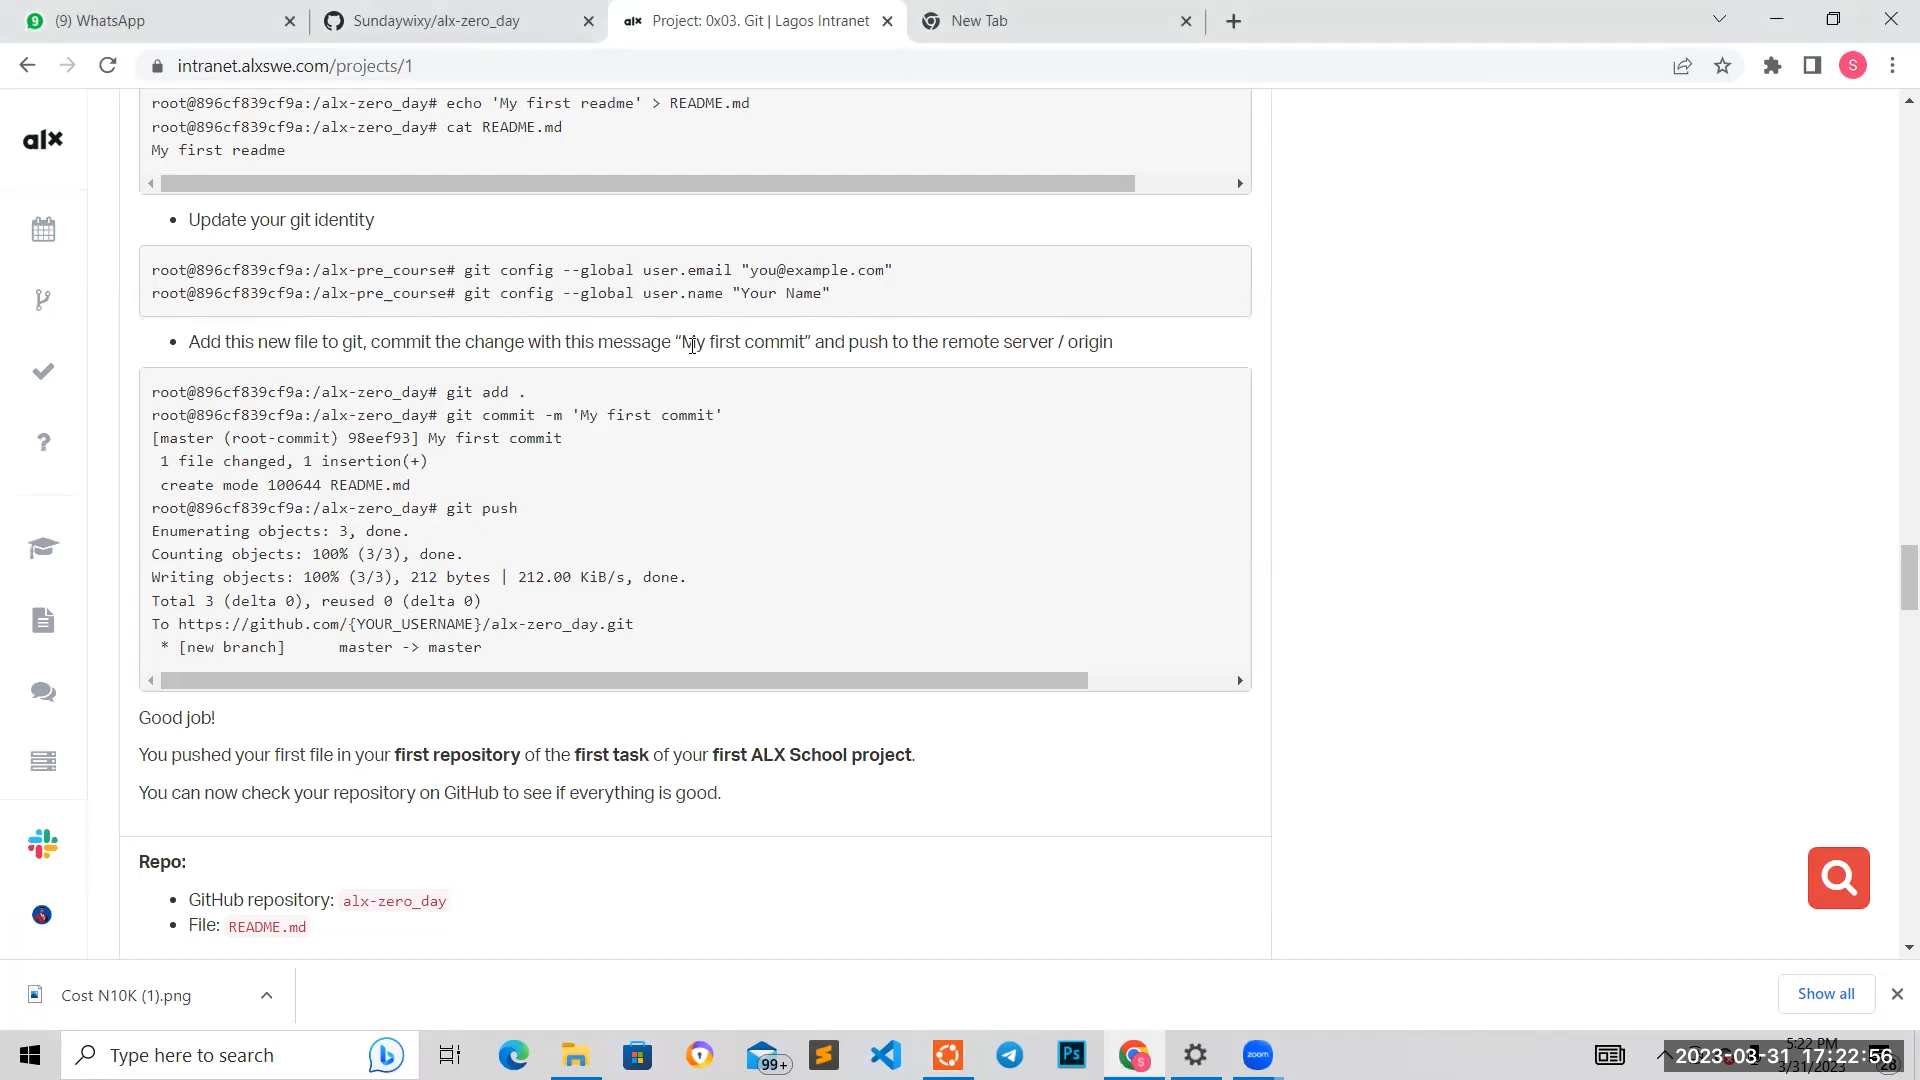 (9) WhatsApp
Sundaywixy/alx-zero_day
alx Project: 0x03. Git | Lagos Intranet
New Tab
intranet.alxswe.com/projects/1
S
alx
root@896cf839cf9a:/alx-zero_day# echo 'My first readme' > README.md
root@896cf839cf9a:/alx-zero_day# cat README.md
My first readme
• Update your git identity
root@896cf839cf9a:/alx-pre_course# git config --global user.email "you@example.com"
root@896cf839cf9a:/alx-pre_course# git config --global user.name "Your Name"
• Add this new file to git, commit the change with this message “My first commit” and push to the remote server / origin
root@896cf839cf9a:/alx-zero_day# git add .
root@896cf839cf9a:/alx-zero_day# git commit -m 'My first commit'
[master (root-commit) 98eef93] My first commit
1 file changed, 1 insertion(+)
create mode 100644 README.md
root@896cf839cf9a:/alx-zero_day# git push
Enumerating objects: 3, done.
Counting objects: 100% (3/3), done.
Writing objects: 100% (3/3), 212 bytes | 212.00 KiB/s, done.
Total 3 (delta 0), reused 0 (delta 0)
To https://github.com/{YOUR_USERNAME}/alx-zero_day.git
* [new branch]      master -> master
Good job!
You pushed your first file in your first repository of the first task of your first ALX School project.
You can now check your repository on GitHub to see if everything is good.
Repo:
• GitHub repository: alx-zero_day
• File: README.md
Cost N10K (1).png
Show all
Type here to search
99+
Ps
zoom
5:22 PM
2023-03-31 17:22:56
3/31/2023
28